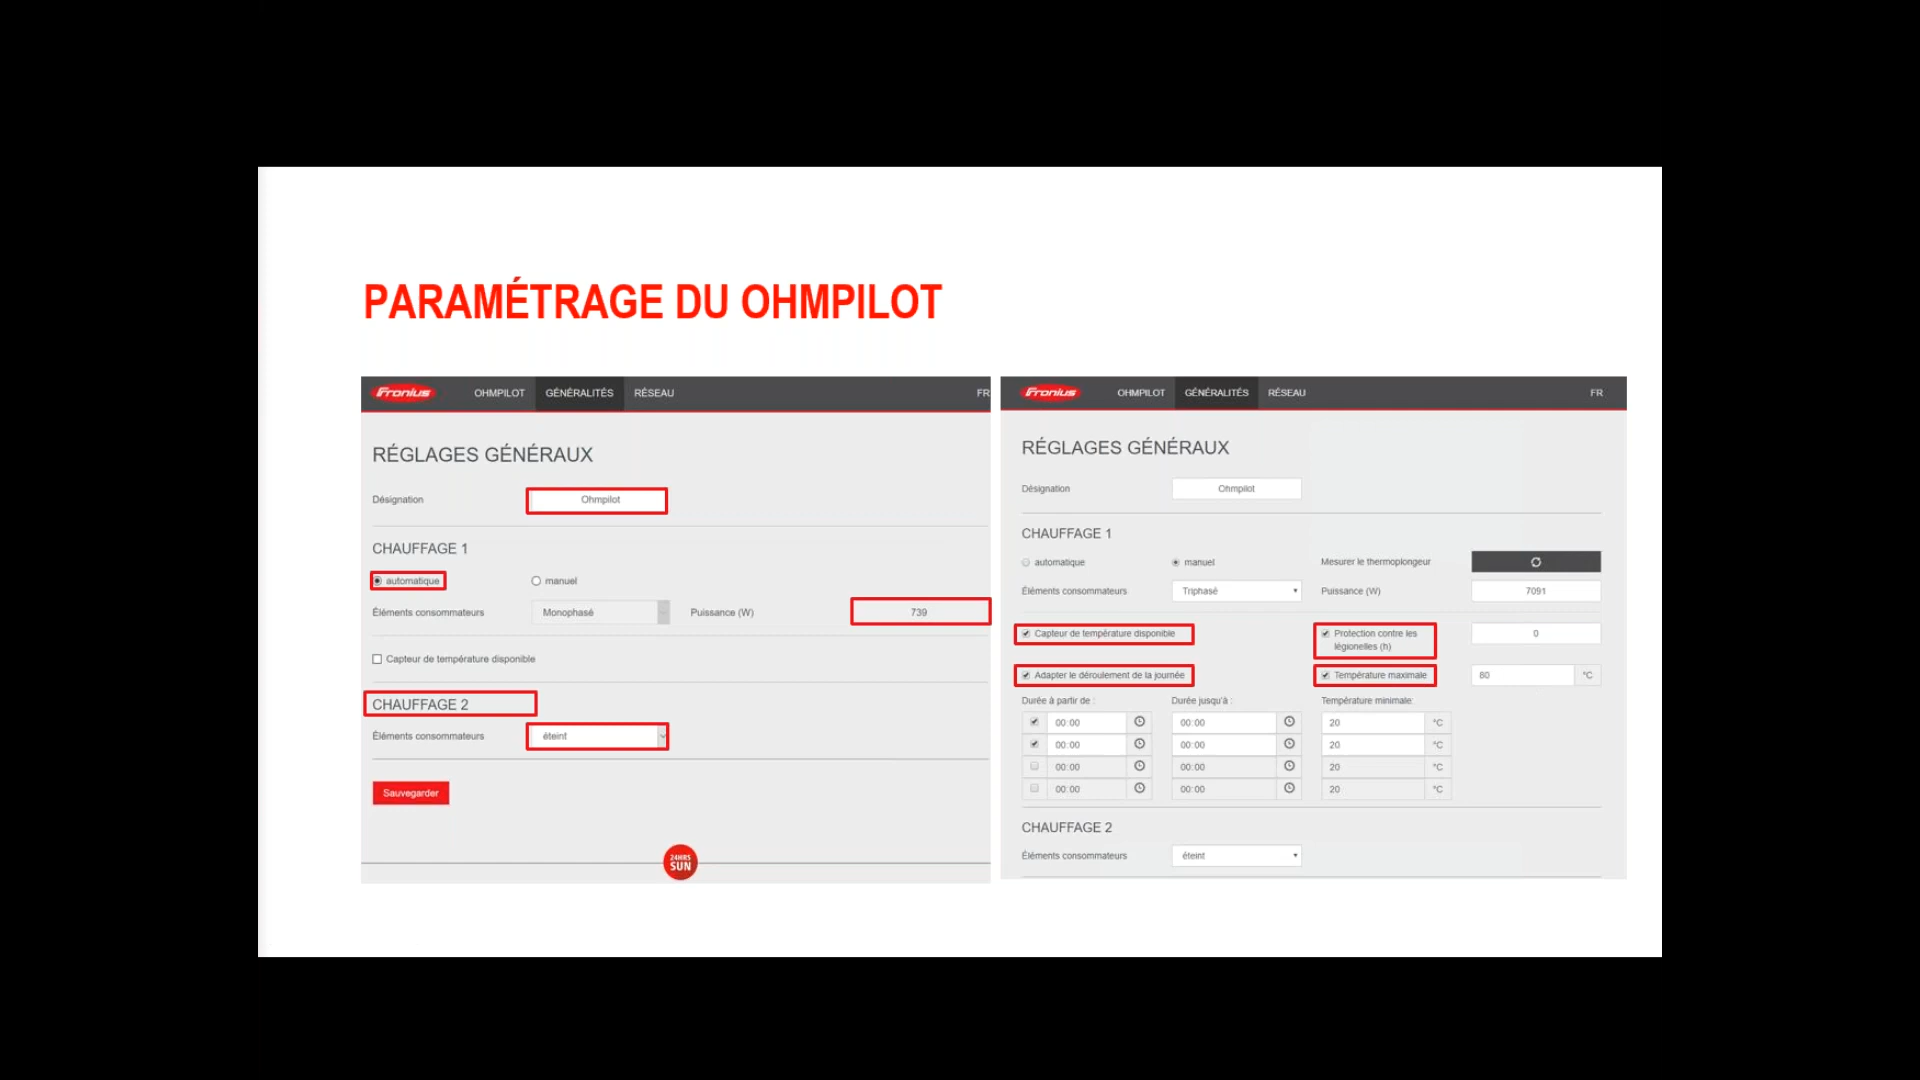 PARAMÉTRAGE DU OHMPILOT
Fronius OHMPILOT GÉNÉRALITÉS RÉSEAU FR
RÉGLAGES GÉNÉRAUX
Désignation Ohmpilot
CHAUFFAGE 1
automatique manuel
Éléments consommateurs Monophasé Puissance (W) 739
Capteur de température disponible
CHAUFFAGE 2
Éléments consommateurs éteint
Sauvegarder
24HRS
SUN
Fronius OHMPILOT GÉNÉRALITÉS RÉSEAU FR
RÉGLAGES GÉNÉRAUX
Désignation Ohmpilot
CHAUFFAGE 1
automatique manuel Mesurer le thermoplongeur
Éléments consommateurs Triphasé Puissance (W) 7091
Capteur de température disponible Protection contre les 0
légionelles (h)
Adapter le déroulement de la journée Température maximale 80 °C
Durée à partir de : Durée jusqu'à : Température minimale:
00:00 00:00 20 °C
00:00 00:00 20 °C
00:00 00:00 20 °C
00:00 00:00 20 °C
CHAUFFAGE 2
Éléments consommateurs éteint